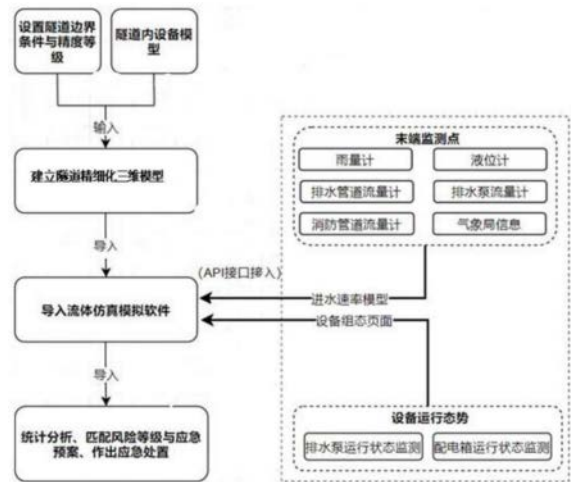 设置隧道边界
条件与精度等
级
隧道内设备模
型
输入
建立隧道精细化三维模型
导入
导入流体仿真模拟软件
导入
统计分析、匹配风险等级与应急
预案、作出应急处置
末端监测点
雨量计
液位计
排水管道流量计
排水泵流量计
消防管道流量计
气象局信息
(API接口接入)
进水速率模型
设备组态页面
设备运行态势
排水泵运行状态监测
配电箱运行状态监测